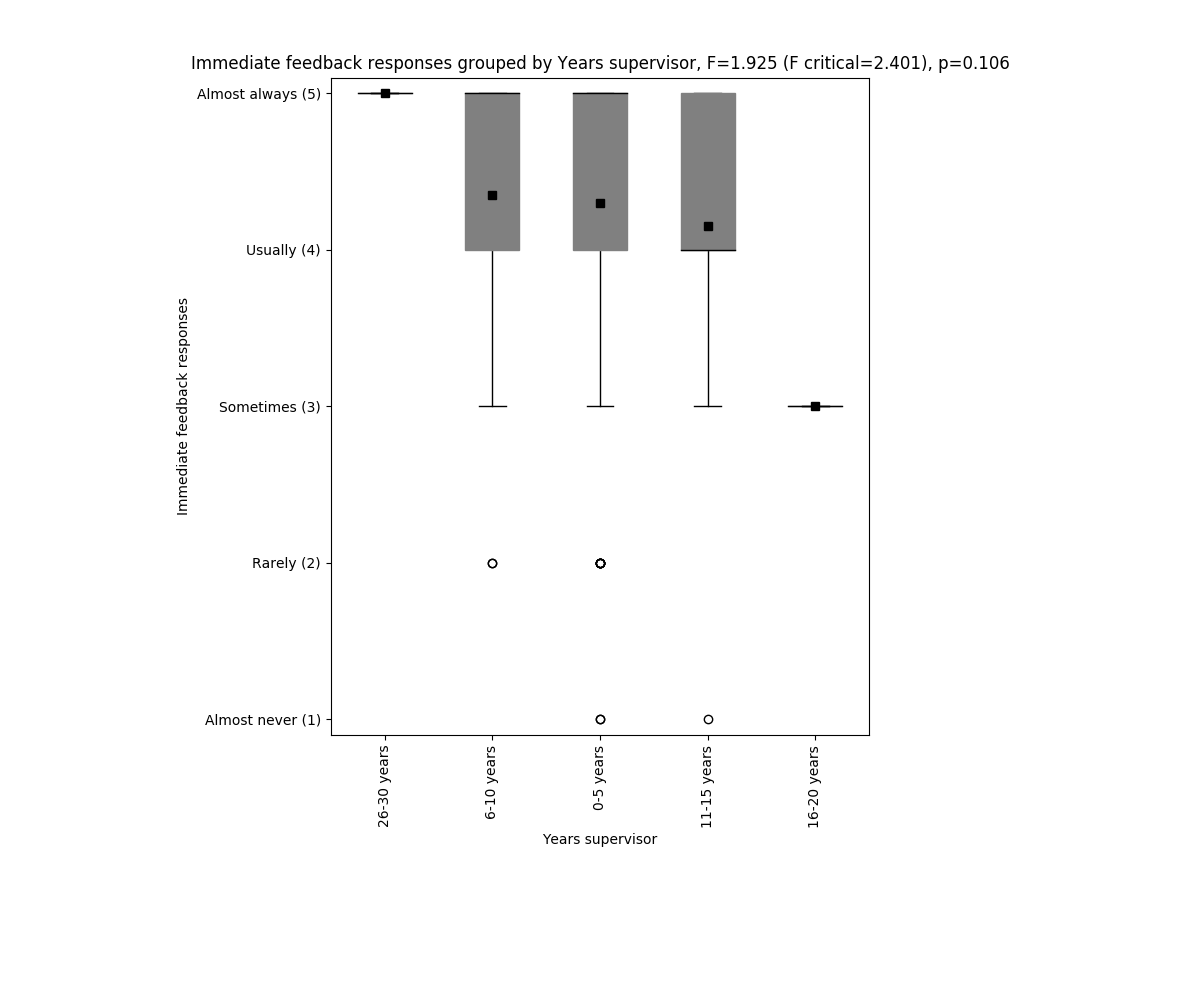 Immediate feedback responses grouped by Years supervisor, F=1.925 (F critical=2.401), p=0.106
Almost always (5)
Usually (4)
Sometimes (3)
Rarely (2)
Almost never (1)
Immediate feedback responses
26-30 years
6-10 years
0-5 years
11-15 years
16-20 years
Years supervisor